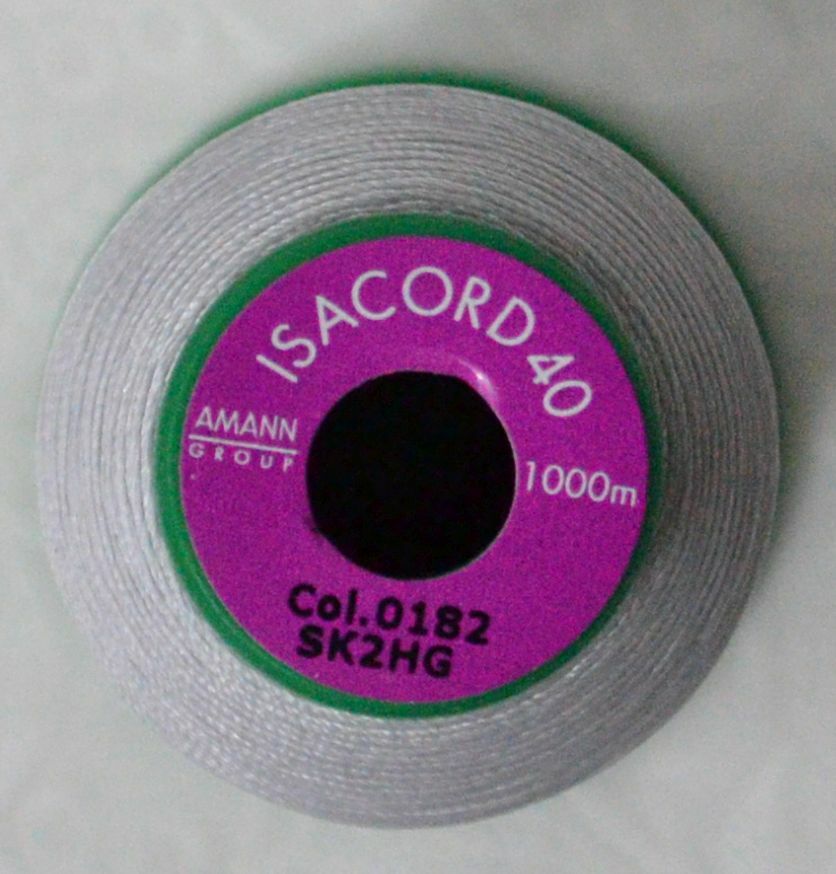 ISACORD 40
AMANN
GROUP
1000m
Col.0182
SK2HG